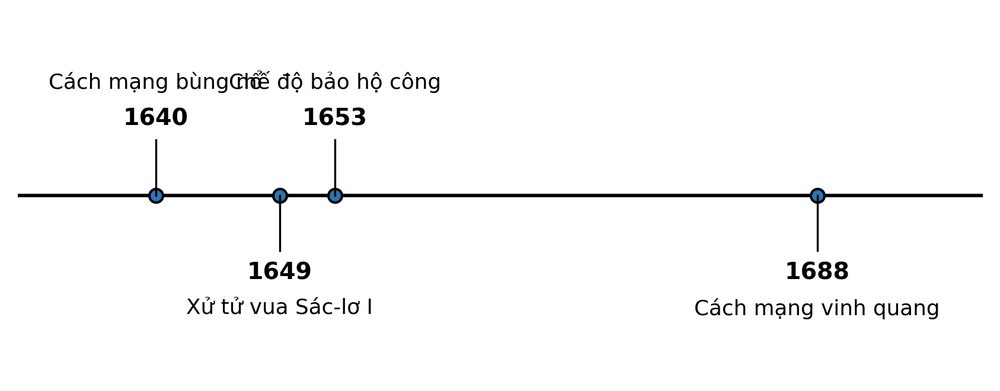 Cách mạng bùng nổ
1640
Chế độ bảo hộ công
1653
1649
Xử tử vua Sác-lơ I
1688
Cách mạng vinh quang